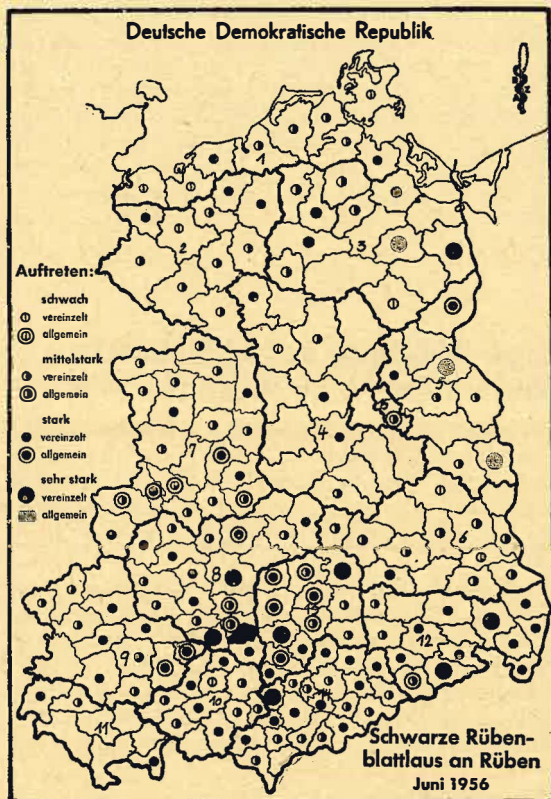 Deutsche Demokratische Republik
Auftreten:
schwach
vereinzelt
allgemein
mittelstark
vereinzelt
allgemein
stark
vereinzelt
allgemein
sehr stark
vereinzelt
allgemein
1
2
3
4
5
6
7
8
9
10
11
12
13
14
15
Schwarze Rüben-
blattlaus an Rüben
Juni 1956